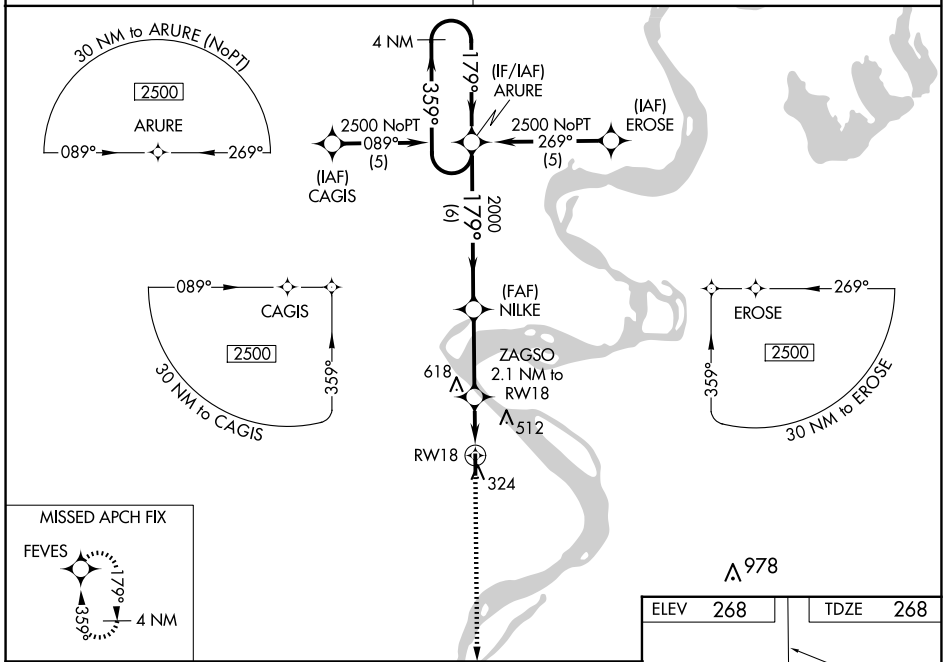 30 NM to ARURE (NoPT)
2500
ARURE
089°
269°
4 NM
359°
179°
(IF/IAF)
ARURE
2500 NoPT
089°
(5)
(IAF)
CAGIS
2500 NoPT
269°
(5)
(IAF)
EROSE
2000
179°
(6)
089°
CAGIS
2500
359°
30 NM to CAGIS
(FAF)
NILKE
269°
EROSE
2500
359°
30 NM to EROSE
618
ZAGSO
2.1 NM to
RW18
512
RW18
324
MISSED APCH FIX
FEVES
179°
359°
4 NM
978
ELEV 268
TDZE 268